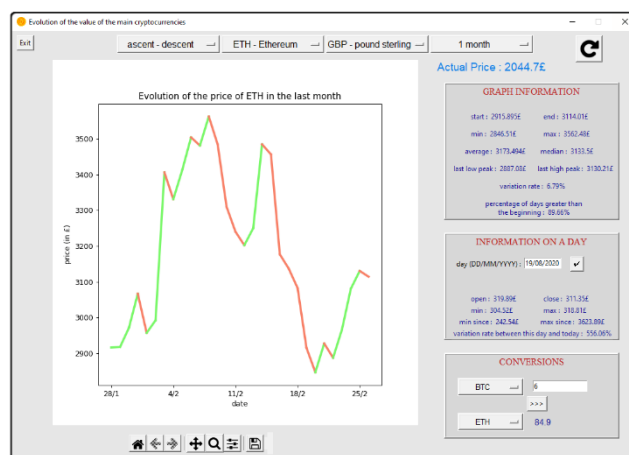 Evolution of the value of the main cryptocurrencies
Exit
ascent - descent
ETH - Ethereum
GBP - pound sterling
1 month
Actual Price : 2044.7£
Evolution of the price of ETH in the last month
price (in £)
3500
3400
3300
3200
3100
3000
2900
28/1
4/2
11/2
18/2
25/2
date
GRAPH INFORMATION
start : 2915.895£ end : 3114.01£
min : 2846.51£ max : 3562.48£
average : 3173.494£ median : 3133.5£
last low peak : 2887.08£ last high peak : 3130.21£
variation rate : 6.79%
percentage of days greater than
the beginning : 89.66%
INFORMATION ON A DAY
day (DD/MM/YYYY) : 19/08/2020
open : 319.89£ close : 311.35£
min : 304.52£ max : 318.81£
min since : 242.54£ max since : 3623.89£
variation rate between this day and today : 556.06%
CONVERSIONS
BTC
6
>>>
ETH
84.9